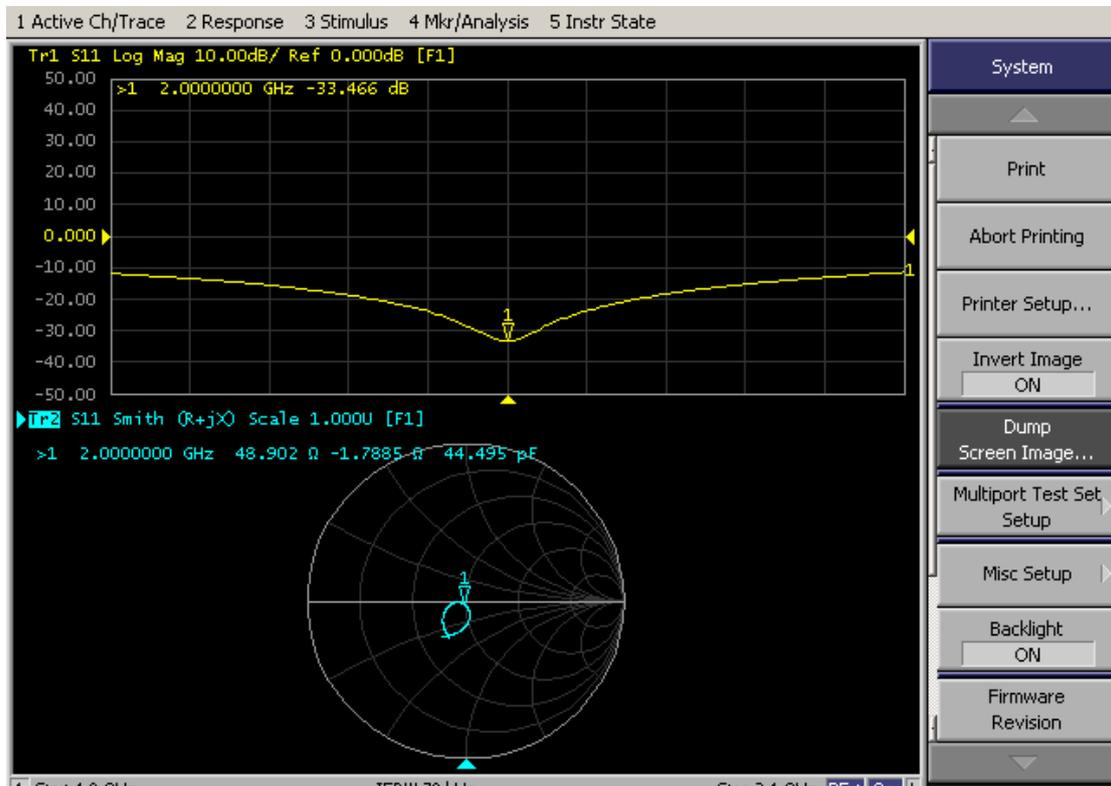 1 Active Ch/Trace 2 Response 3 Stimulus 4 Mkr/Analysis 5 Instr State
Tr1 S11 Log Mag 10.00dB/ Ref 0.000dB [F1]
50.00
>1 2.0000000 GHz -33.466 dB
40.00
30.00
20.00
10.00
0.000
-10.00
1
-20.00
1
-30.00
-40.00
-50.00
Tr2 S11 Smith (R+jX) Scale 1.000U [F1]
>1 2.0000000 GHz 48.902 Ω -1.7885 Ω 44.495 pF
1
System
Print
Abort Printing
Printer Setup...
Invert Image
ON
Dump
Screen Image...
Multiport Test Set
Setup
Misc Setup
Backlight
ON
Firmware
Revision